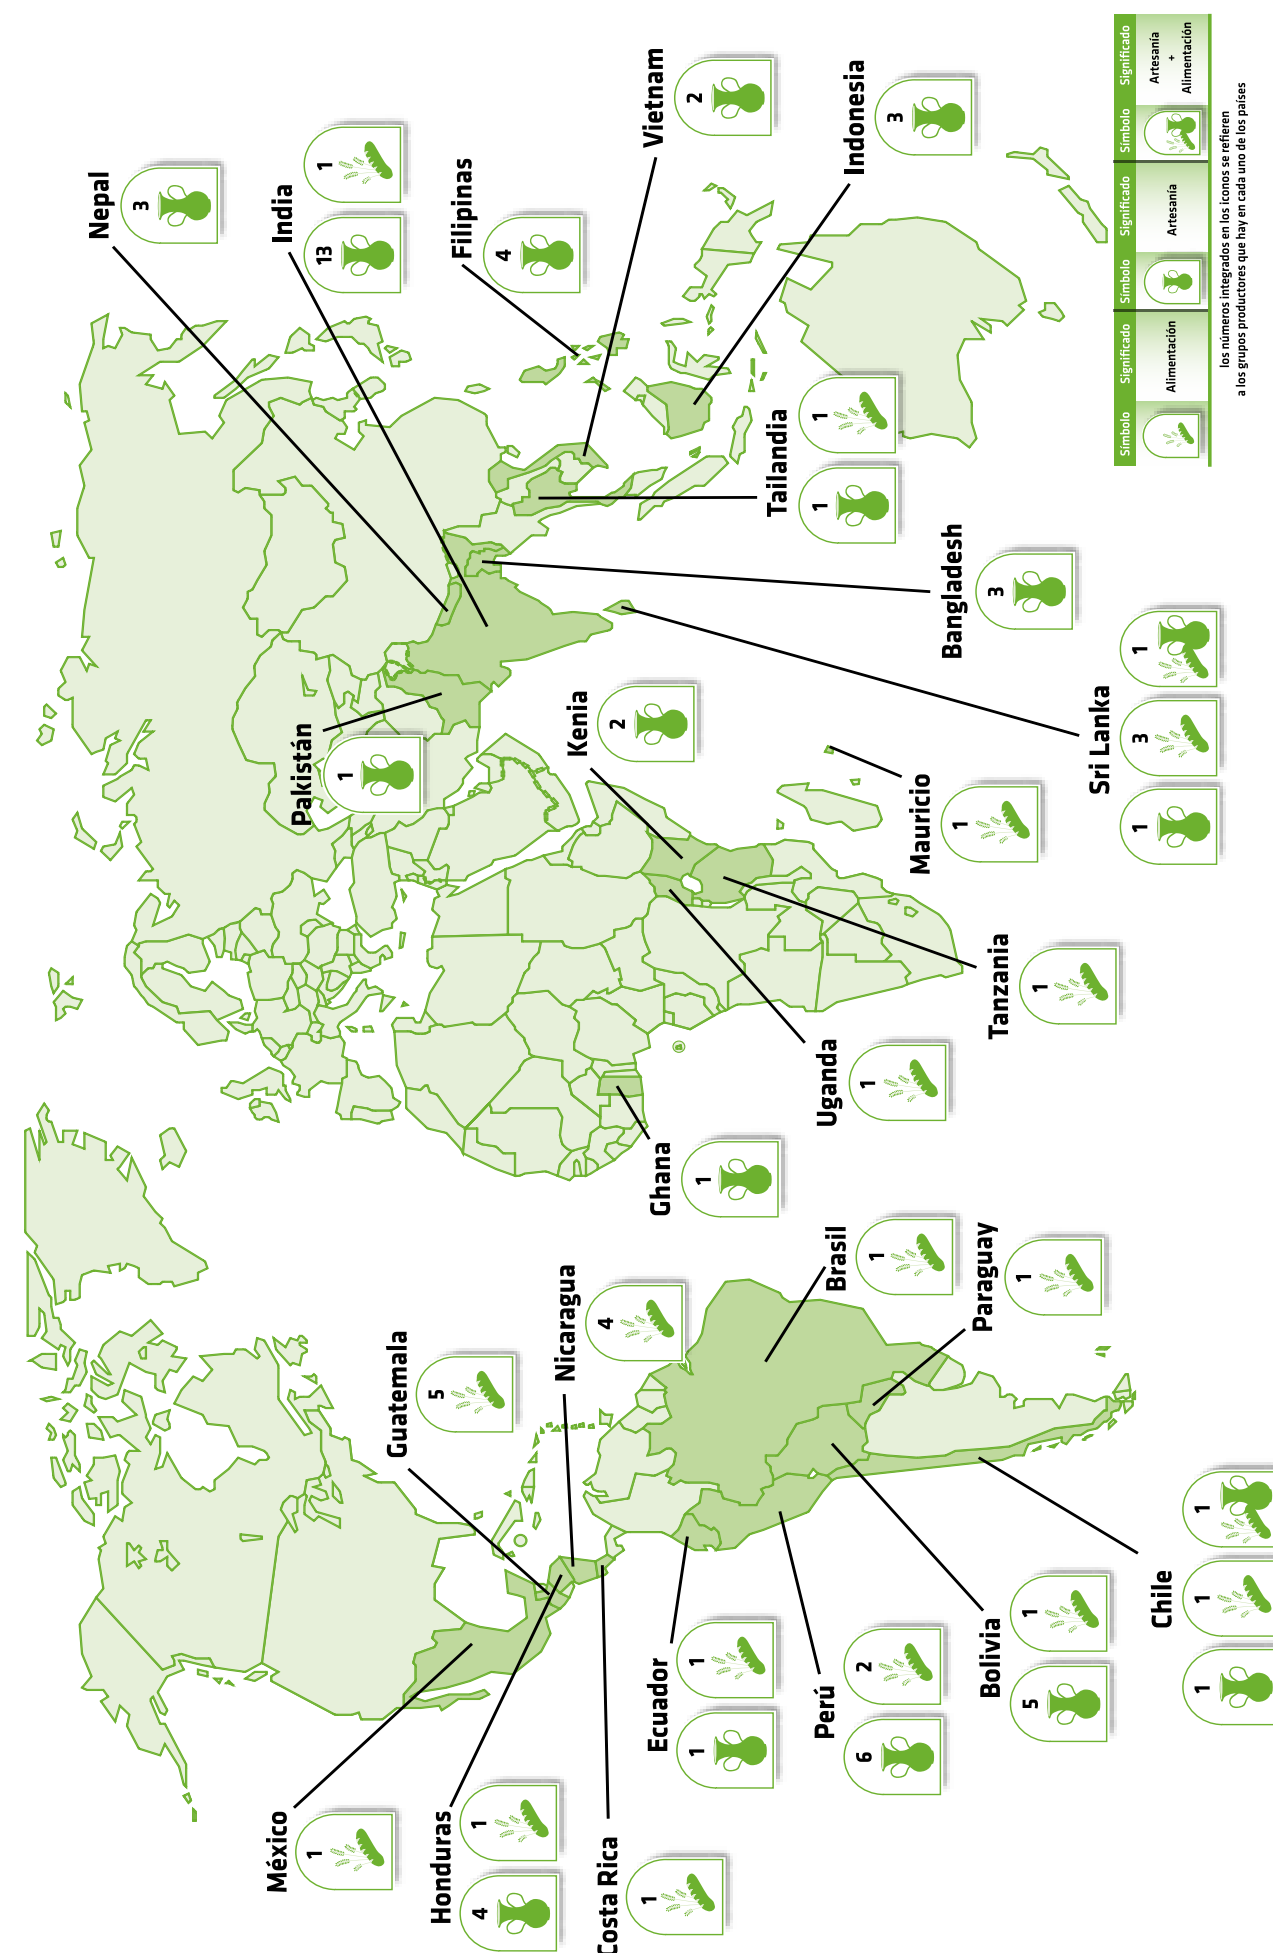 México
1
Honduras
4
1
Costa Rica
1
Guatemala
5
Nicaragua
4
Ecuador
1
1
Perú
6
2
Bolivia
5
1
Chile
1
1
1
Brasil
1
Paraguay
1
Ghana
1
Uganda
1
Tanzania
1
Kenia
2
Mauricio
1
Pakistán
1
Nepal
3
India
13
1
Filipinas
4
Vietnam
2
Indonesia
3
Tailandia
1
1
Bangladesh
3
Sri Lanka
1
3
1
Símbolo Significado Símbolo Significado Símbolo Significado
Alimentación
Artesanía
Artesanía
+
Alimentación
los números integrados en los iconos se refieren
a los grupos productores que hay en cada uno de los países